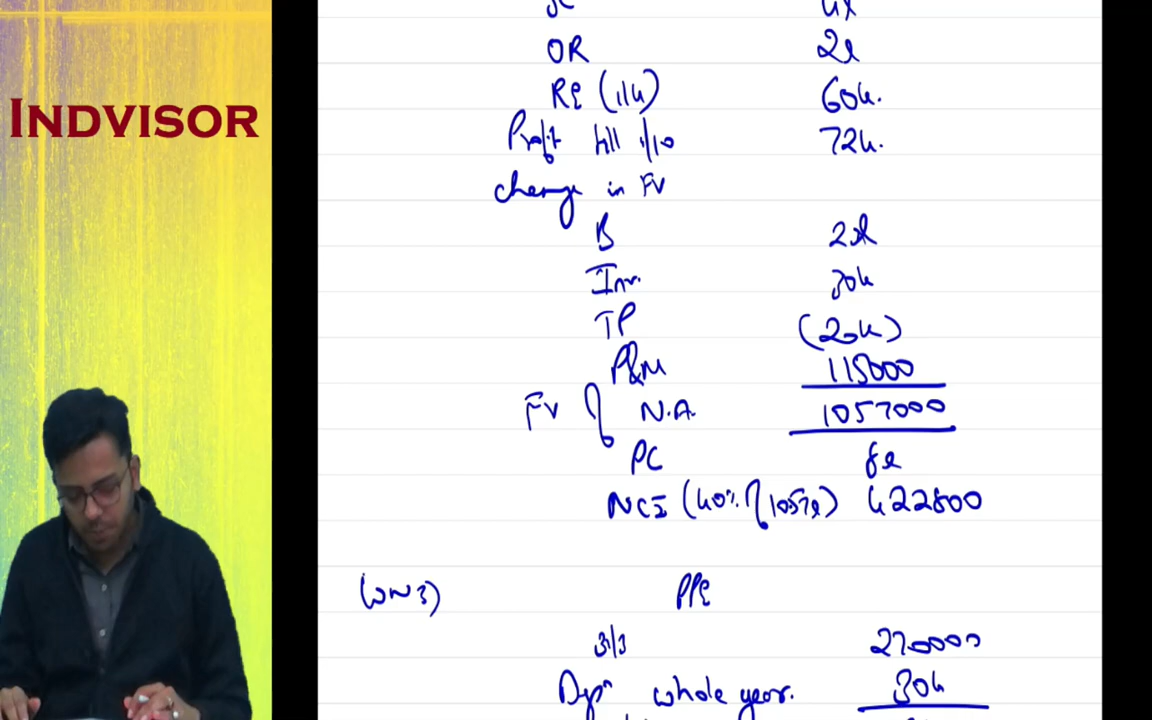 INDVISOR
OR 2l
RE (1/4) 60k.
Profit till 1/10 72k.
change in FV
B 2l
Inv. 30k
TP (20k)
P&M 115000
FV of N.A. 1057000
PC 8l
NCI (40% of 1057k) 422800
(WN3) PPE
31/3 270000
Depn whole year. 30k